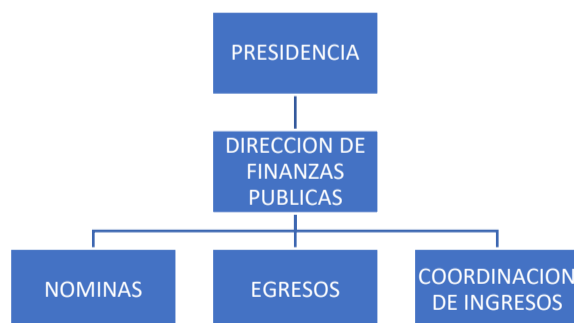 PRESIDENCIA
DIRECCION DE
FINANZAS
PUBLICAS
NOMINAS
EGRESOS
COORDINACION
DE INGRESOS